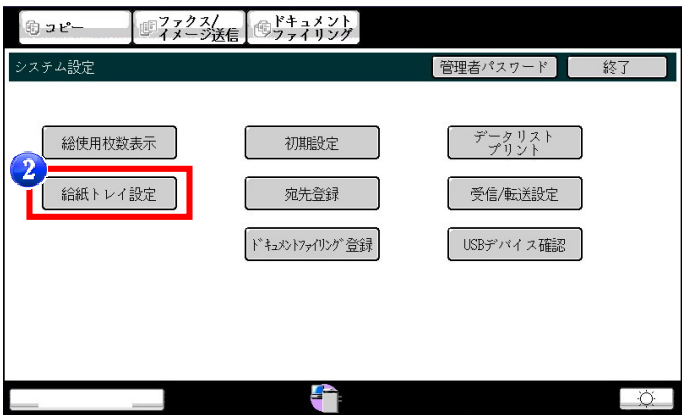 コピー
ファクス/
イメージ送信
ドキュメント
ファイリング
システム設定
管理者パスワード
終了
総使用枚数表示
初期設定
データリスト
プリント
2
給紙トレイ設定
宛先登録
受信/転送設定
ﾄﾞｷｭﾒﾝﾄﾌｧｲﾘﾝｸﾞ登録
USBデバイス確認